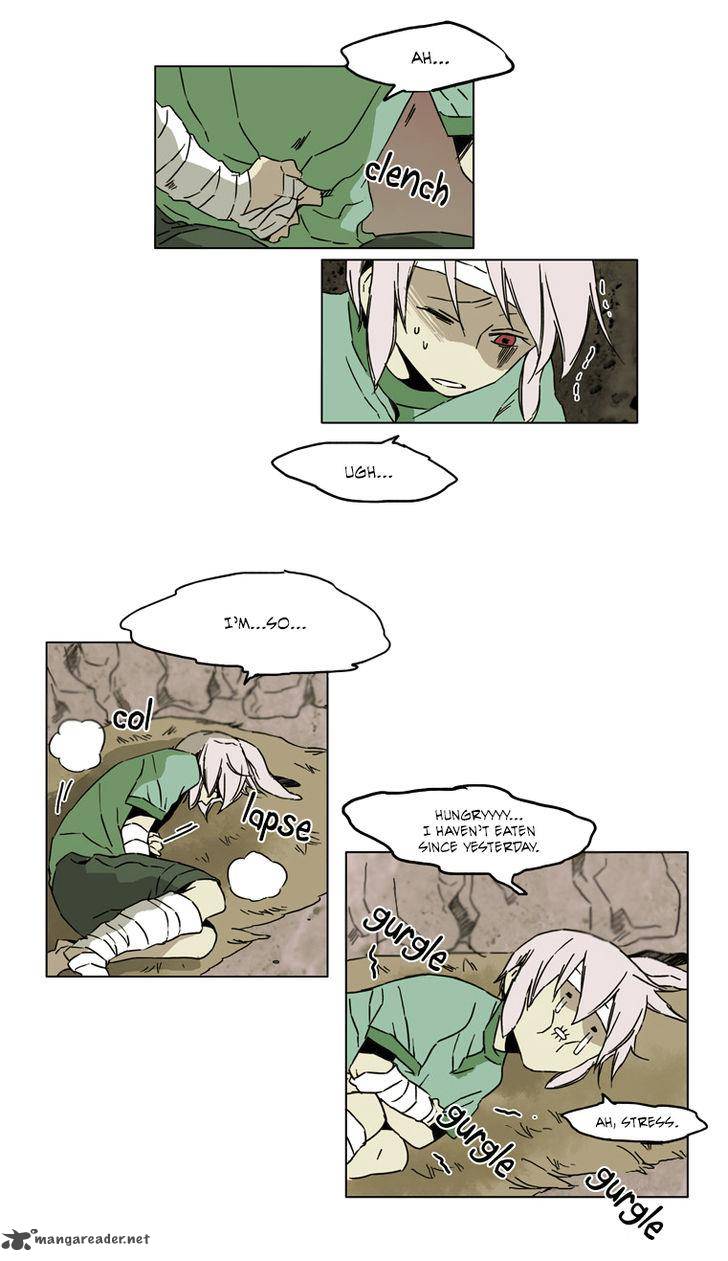 AH...
clench
UGH...
I'M...SO...
col
lapse
HUNGRYYYY...
I HAVEN'T EATEN
SINCE YESTERDAY.
gurgle
gurgle
AH, STRESS.
gurgle
mangareader.net